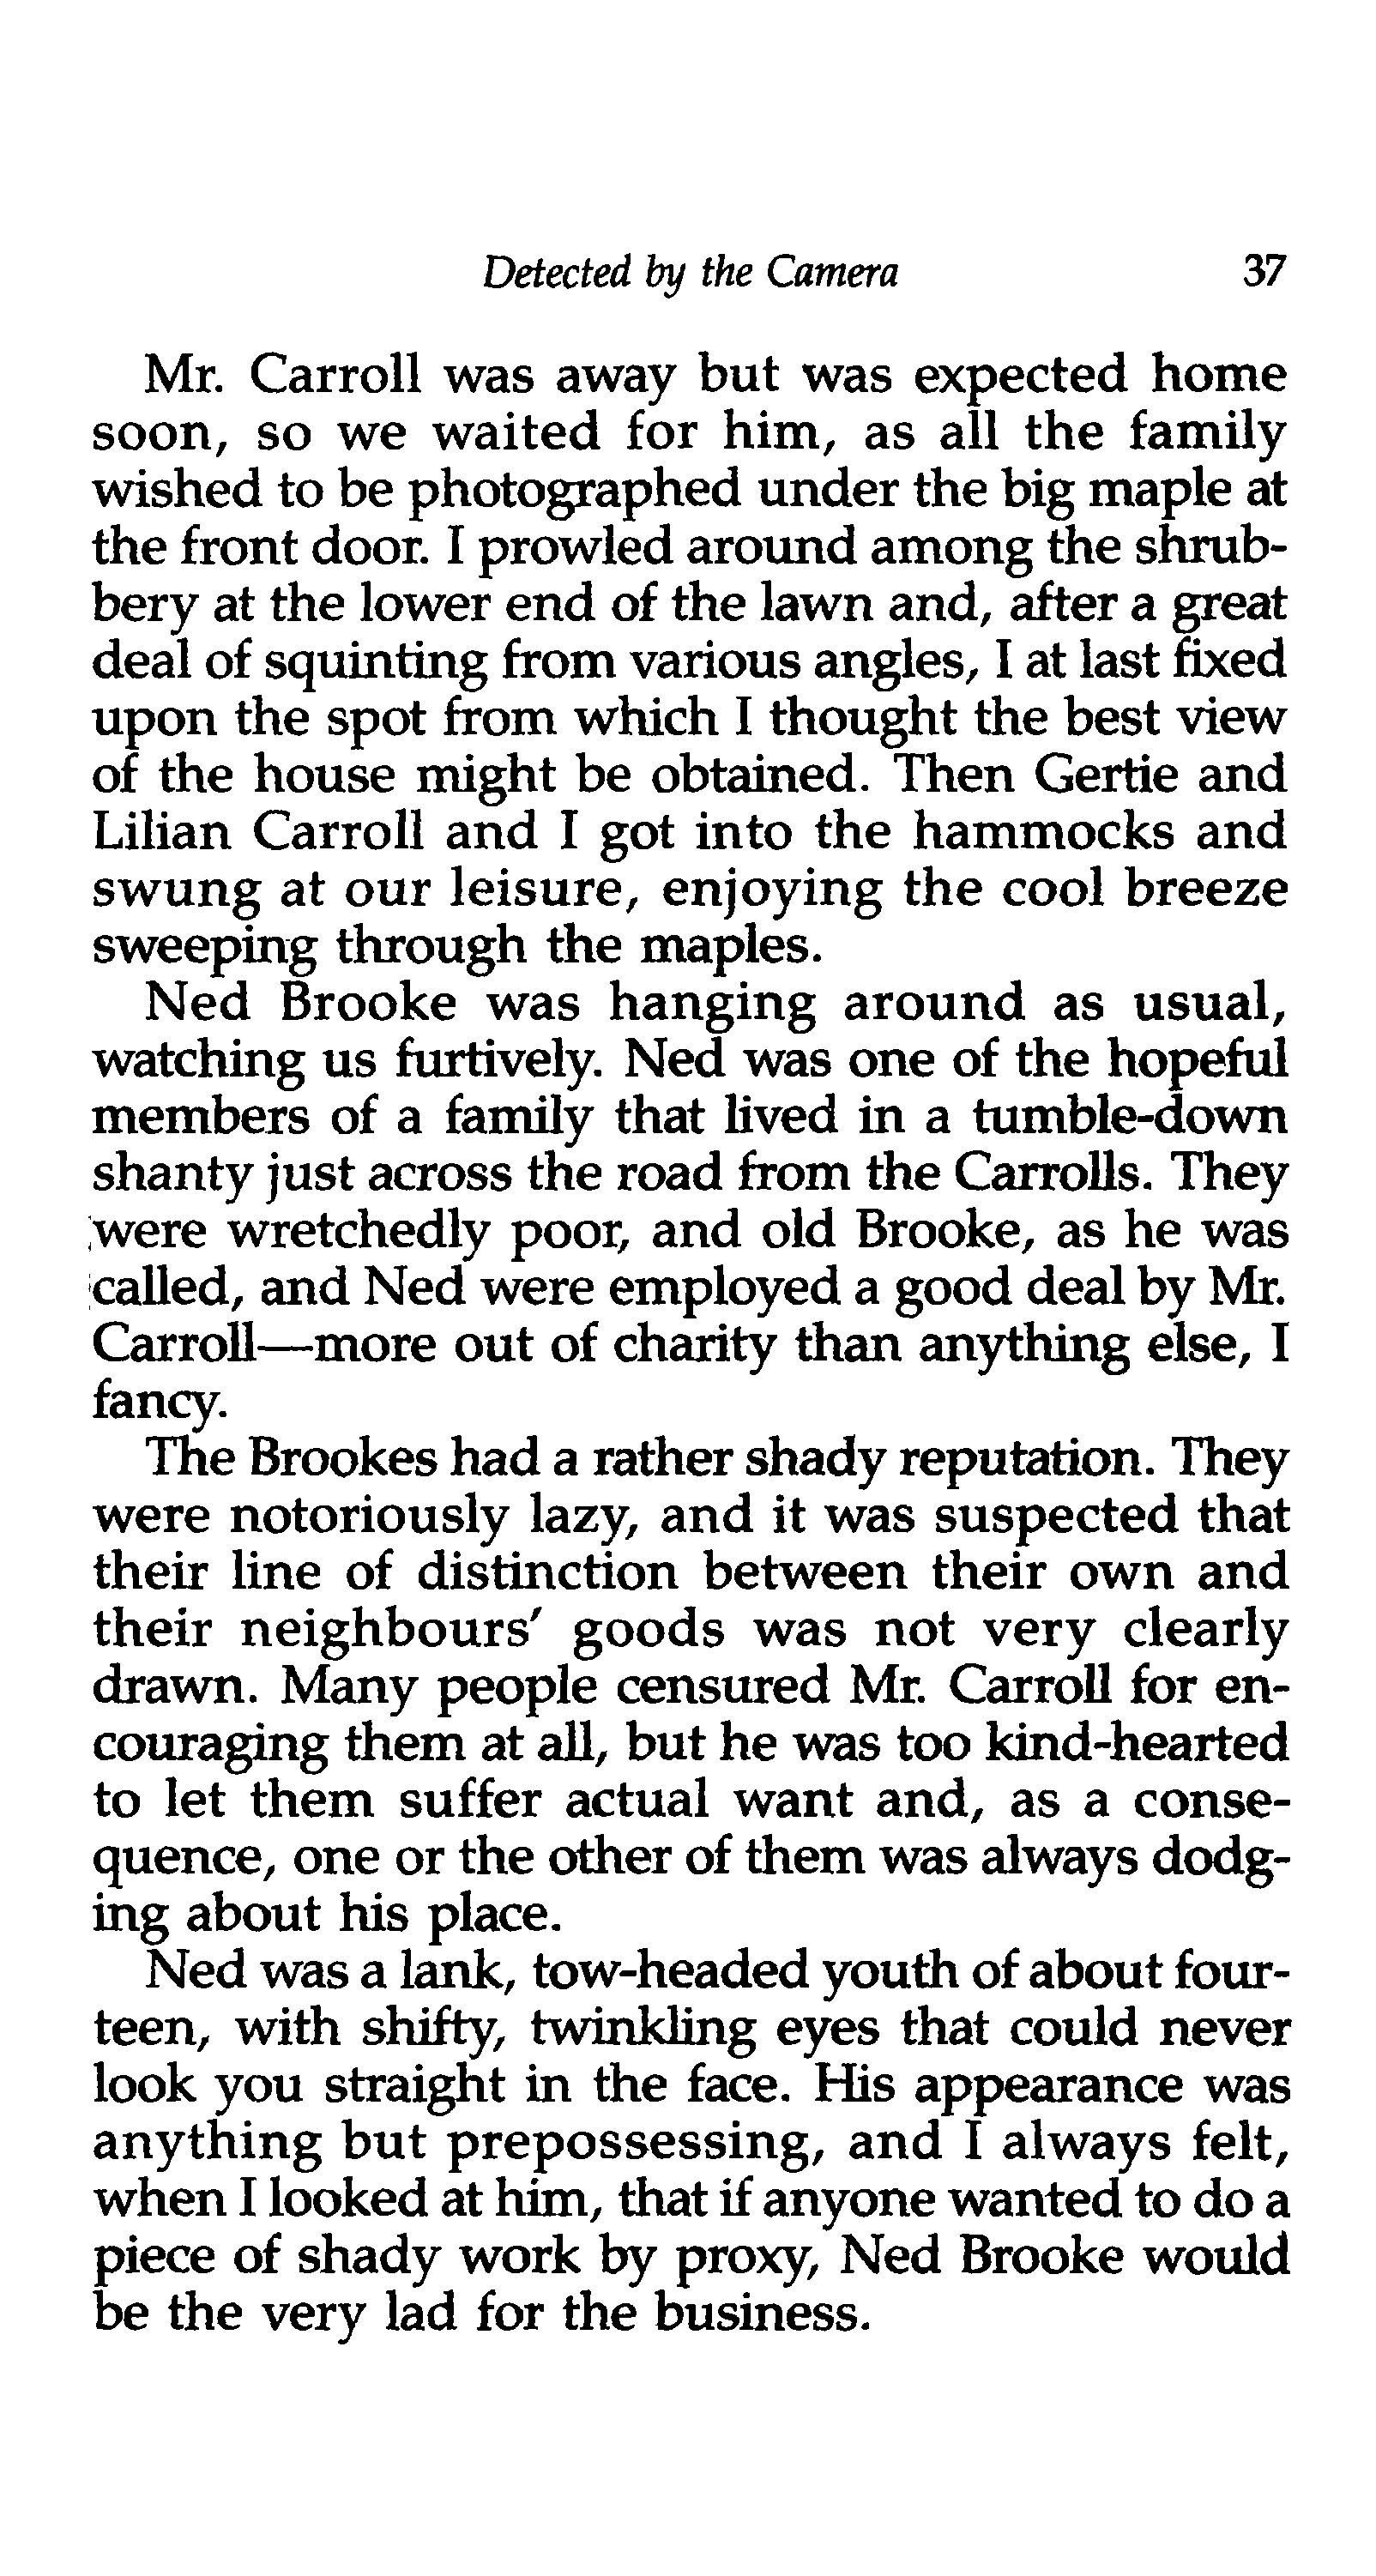 Detected by the Camera 37
Mr. Carroll was away but was expected home
soon, so we waited for him, as all the family
wished to be photographed under the big maple at
the front door. I prowled around among the shrub-
bery at the lower end of the lawn and, after a great
deal of squinting from various angles, I at last fixed
upon the spot from which I thought the best view
of the house might be obtained. Then Gertie and
Lilian Carroll and I got into the hammocks and
swung at our leisure, enjoying the cool breeze
sweeping through the maples.
Ned Brooke was hanging around as usual,
watching us furtively. Ned was one of the hopeful
members of a family that lived in a tumble-down
shanty just across the road from the Carrolls. They
were wretchedly poor, and old Brooke, as he was
called, and Ned were employed a good deal by Mr.
Carroll—more out of charity than anything else, I
fancy.
The Brookes had a rather shady reputation. They
were notoriously lazy, and it was suspected that
their line of distinction between their own and
their neighbours' goods was not very clearly
drawn. Many people censured Mr. Carroll for en-
couraging them at all, but he was too kind-hearted
to let them suffer actual want and, as a conse-
quence, one or the other of them was always dodg-
ing about his place.
Ned was a lank, tow-headed youth of about four-
teen, with shifty, twinkling eyes that could never
look you straight in the face. His appearance was
anything but prepossessing, and I always felt,
when I looked at him, that if anyone wanted to do a
piece of shady work by proxy, Ned Brooke would
be the very lad for the business.